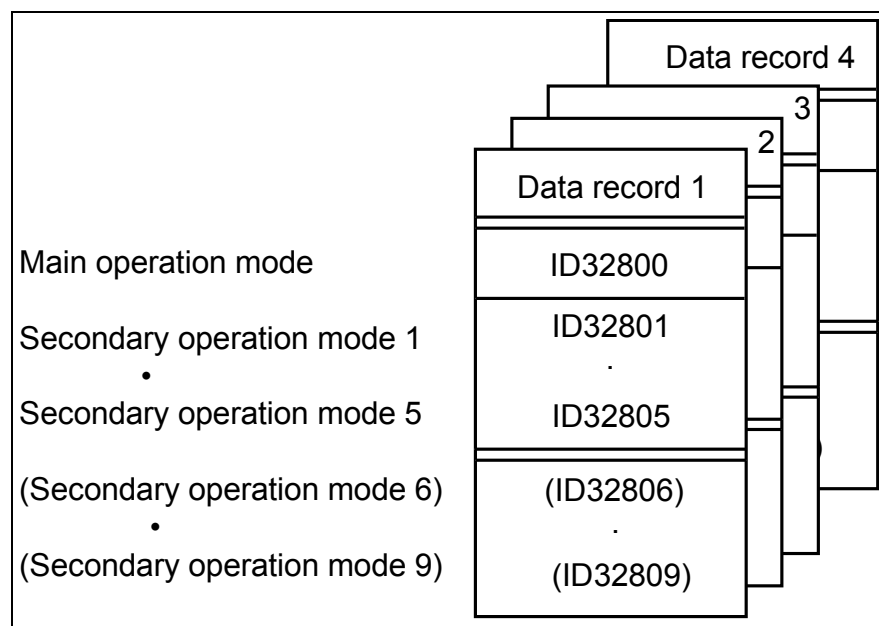 Data record 4
3
2
Data record 1
Main operation mode ID32800
Secondary operation mode 1 ID32801
• .
Secondary operation mode 5 ID32805
(Secondary operation mode 6) (ID32806)
• .
(Secondary operation mode 9) (ID32809)
)